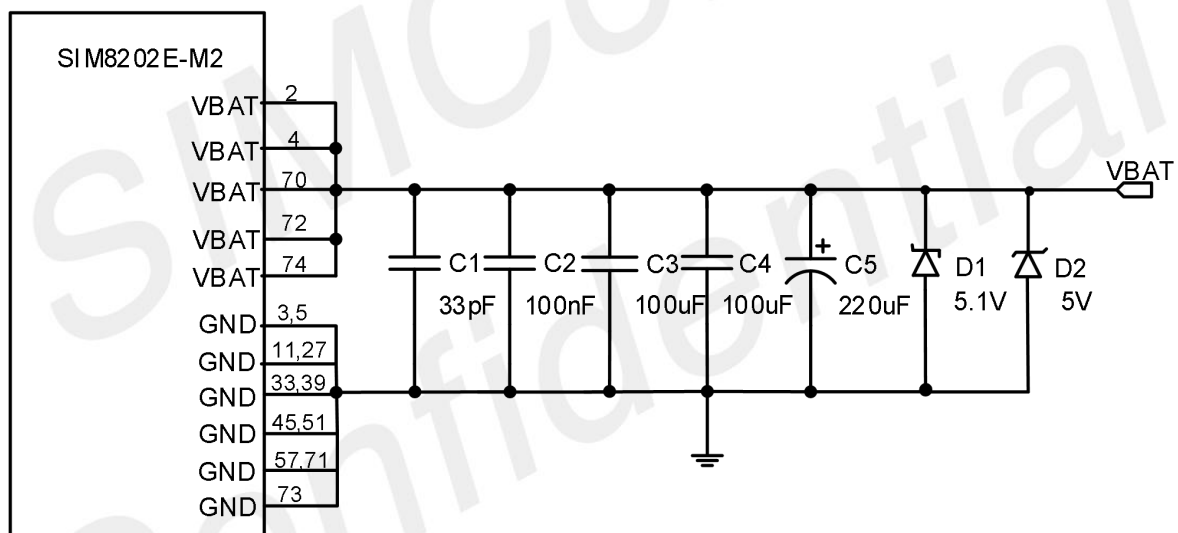 SIM8202E-M2
VBAT 2
VBAT 4
VBAT 70
VBAT 72
VBAT 74
GND 3,5
GND 11,27
GND 33,39
GND 45,51
GND 57,71
GND 73
C1
33pF
C2
100nF
C3
100uF
C4
100uF
+
C5
220uF
D1
5.1V
D2
5V
VBAT
SIMCo
Confidential